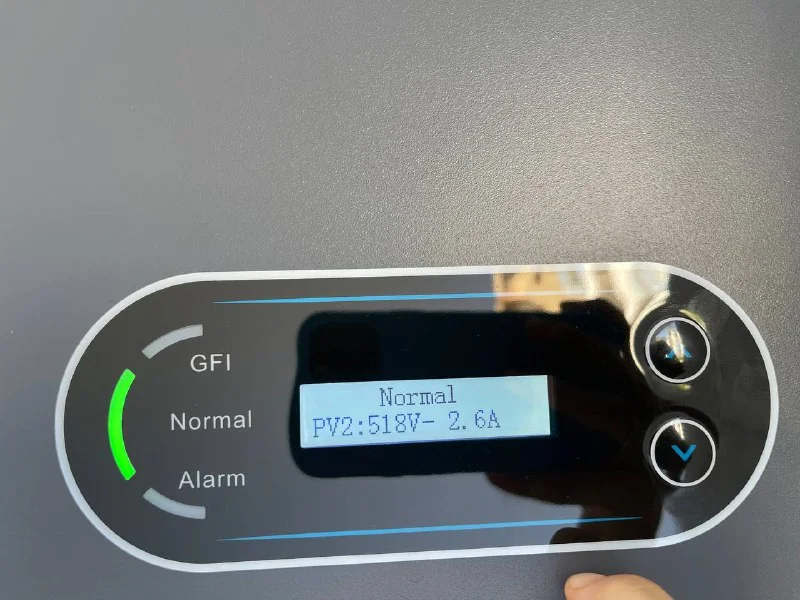 GFI
Normal
Alarm
Normal
PV2:518V- 2.6A